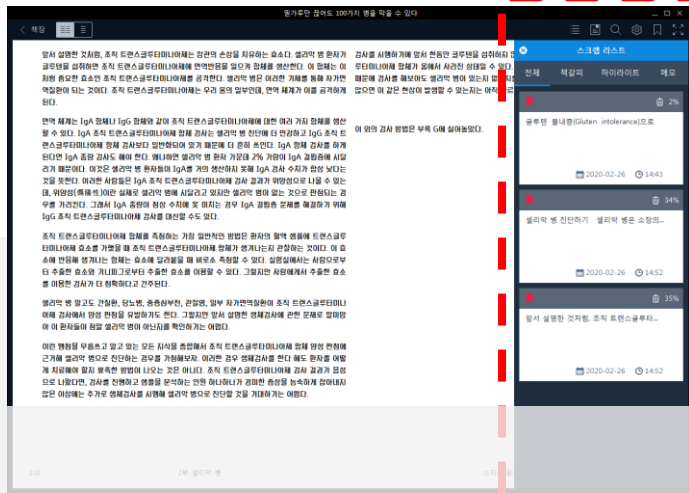 밀가루만 끊어도 100가지 병을 막을 수 있다
책장
앞서 설명한 것처럼, 조직 트랜스글루타미나아제는 장관의 손상을 치유하는 효소다. 셀리악 병 환자가
글루텐을 섭취하면 조직 트랜스글루타미나아제에 면역반응을 일으켜 항체를 생산한다. 이 항체는 이
처럼 중요한 효소인 조직 트랜스글루타미나아제를 공격한다. 셀리악 병은 이러한 기제를 통해 자가면
역질환이 되는 것이다. 조직 트랜스글루타미나아제는 우리 몸의 일부인데, 면역 체계가 이를 공격하게
된다.
면역 체계는 IgA 항체나 IgG 항체와 같이 조직 트랜스글루타미나아제에 대한 여러 가지 항체를 생산
할 수 있다. IgA 조직 트랜스글루타미나아제 항체 검사는 셀리악 병 진단에 더 민감하고 IgG 조직 트
랜스글루타미나아제 항체 검사보다 일반화되어 있기 때문에 더 흔히 쓰인다. IgA 항체 검사를 하게
된다면 IgA 총량 검사도 해야 한다. 왜냐하면 셀리악 병 환자 가운데 2% 가량이 IgA 결핍증에 시달
리기 때문이다. 이것은 셀리악 병 환자들이 IgA를 거의 생산하지 못해 IgA 검사 수치가 항상 낮다는
것을 뜻한다. 이러한 사람들은 IgA 조직 트랜스글루타미나아제 검사 결과가 위음성으로 나올 수 있는
데, 위양성(僞陽性)이란 실제로 셀리악 병에 시달리고 있지만 셀리악 병이 없는 것으로 판정되는 경
우를 가리킨다. 그래서 IgA 총량이 정상 수치에 못 미치는 경우 IgA 결핍증 문제를 해결하기 위해
IgG 조직 트랜스글루타미나아제 검사를 대신할 수도 있다.
조직 트랜스글루타미나아제 항체를 측정하는 가장 일반적인 방법은 환자의 혈액 샘플에 트랜스글루
타미나아제 효소를 가했을 때 조직 트랜스글루타미나아제 항체가 생겨나는지 관찰하는 것이다. 이 효
소에 반응해 생겨나는 항체는 효소에 달라붙을 때 비로소 측정할 수 있다. 실험실에서는 사람으로부
터 추출한 효소와 기니피그로부터 추출한 효소를 이용할 수 있다. 그렇지만 사람에게서 추출한 효소
를 이용한 검사가 더 정확하다고 간주된다.
셀리악 병 말고도 간질환, 당뇨병, 중증심부전, 관절염, 일부 자가면역질환이 조직 트랜스글루타미나
아제 검사에서 양성 판정을 유발하기도 한다. 그렇지만 앞서 설명한 생체검사에 관한 문제로 말미암
아 이 환자들이 정말 셀리악 병이 아닌지를 확인하기는 어렵다.
이런 맹점을 무릅쓰고 알고 있는 모든 지식을 총합해서 조직 트랜스글루타미나아제 항체 양성 판정에
근거해 셀리악 병으로 진단하는 경우를 가정해보자. 이러한 경우 생체검사를 한다 해도 환자를 어떻
게 치료해야 할지 뾰족한 방법이 나오는 것은 아니다. 조직 트랜스글루타미나아제 검사 결과가 음성
으로 나왔다면, 검사를 진행하고 샘플을 분석하는 인원 하나하나가 경미한 증상을 능숙하게 잡아내지
않은 이상에는 추가로 생체검사를 시행해 셀리악 병으로 진단할 것을 기대하기는 어렵다.
검사를 시행하기에 앞서 한동안 글루텐을 섭취하지
루타미나아제 항체가 몸에서 사라진 상태일 수 있다.
때문에 검사를 해보아도 셀리악 병이 있는지 없
않으면 이 같은 현상이 발생할 수 있는지는 아직
이 외의 검사 방법은 부록 G에 실어놓았다.
110
2부 셀리악 병
스크랩 리스트
전체 책갈피 하이라이트 메모
2%
글루텐 불내증(Gluten intolerance)으로
2020-02-26 14:43
34%
셀리악 병 진단하기 셀리악 병은 소장의...
2020-02-26 14:52
35%
앞서 설명한 것처럼, 조직 트랜스글루타...
2020-02-26 14:52